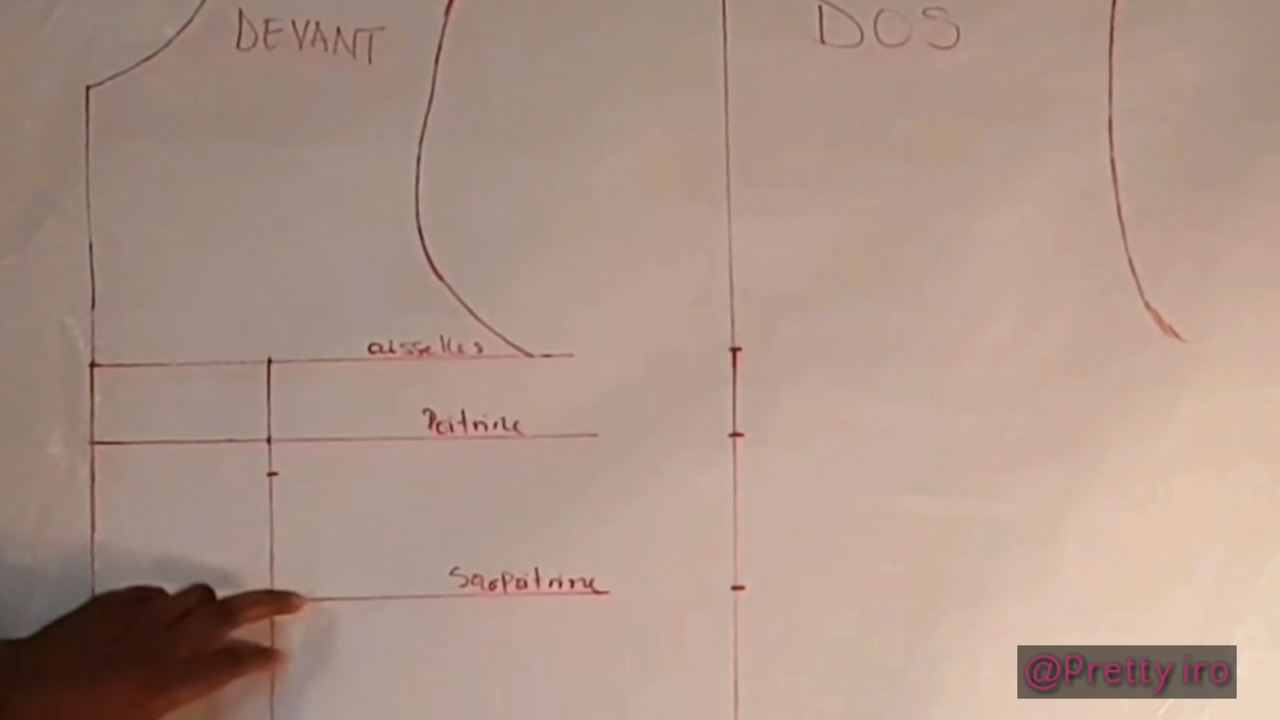 DEVANT
DOS
aisselles
Poitrine
Souspoitrine
@Pretty iro